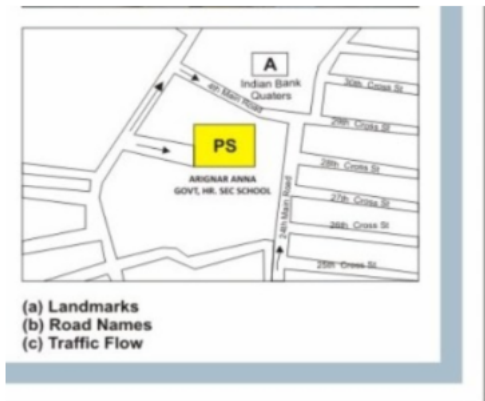 A
Indian Bank
Quaters
4th Main Road
30th Cross St
29th Cross St
PS
28th Cross St
ARIGNAR ANNA
GOVT, HR. SEC SCHOOL
27th Cross St
24th Main Road
26th Cross St
25th Cross St
(a) Landmarks
(b) Road Names
(c) Traffic Flow